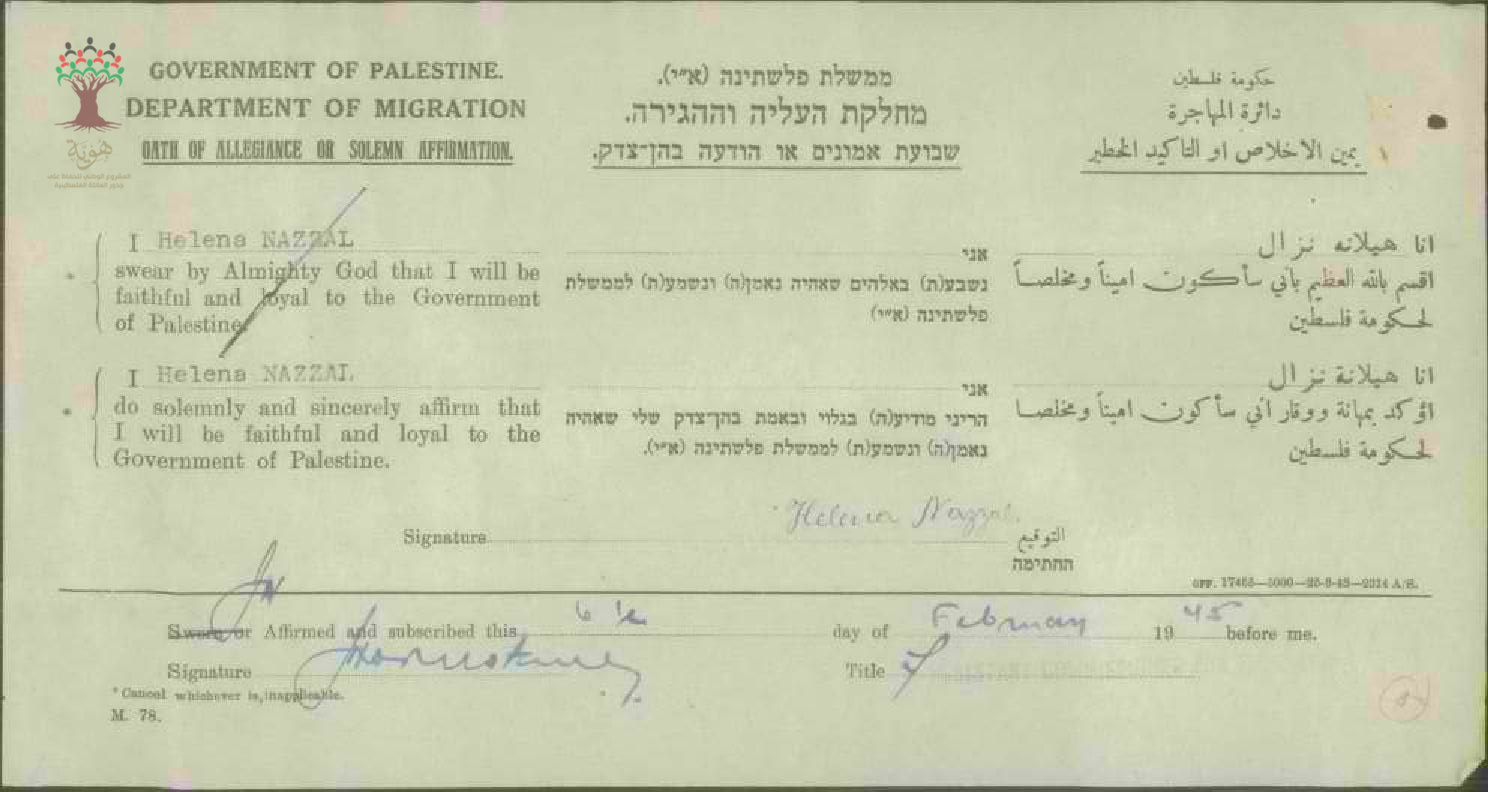 GOVERNMENT OF PALESTINE.
DEPARTMENT OF MIGRATION
OATH OF ALLEGIANCE OR SOLEMN AFFIRMATION.
ממשלת פלשתינה (א״י).
מחלקת העליה וההגירה.
שבועת אמונים או הודעה בהן־צדק.
حكومة فلسطين
دائرة المهاجرة
يمين الاخلاص او التاكيد الخطير
هوية
I Helena NAZZAL
swear by Almighty God that I will be
faithful and loyal to the Government
of Palestine
אני
נשבע(ת) באלהים שאהיה נאמן(ה) ונשמע(ת) לממשלת
פלשתינה (א״י)
انا هيلانه نزال
اقسم بالله العظيم بأني سأكون اميناً ومخلصاً
لحكومة فلسطين
* I Helena NAZZAL
do solemnly and sincerely affirm that
I will be faithful and loyal to the
Government of Palestine.
אני
הריני מודיע(ה) בגלוי ובאמת בהן־צדק שלי שאהיה
נאמן(ה) ונשמע(ת) לממשלת פלשתינה (א״י).
انا هيلانة نزال
اؤكد بمهانة ووقار اني سأكون اميناً ومخلصا
لحكومة فلسطين
Signature Helena Nazzal التوقيع
החתימה
Sworn or Affirmed and subscribed this day of February 1945 before me.
Signature Title
* Cancel whichever is inapplicable.
M. 78.